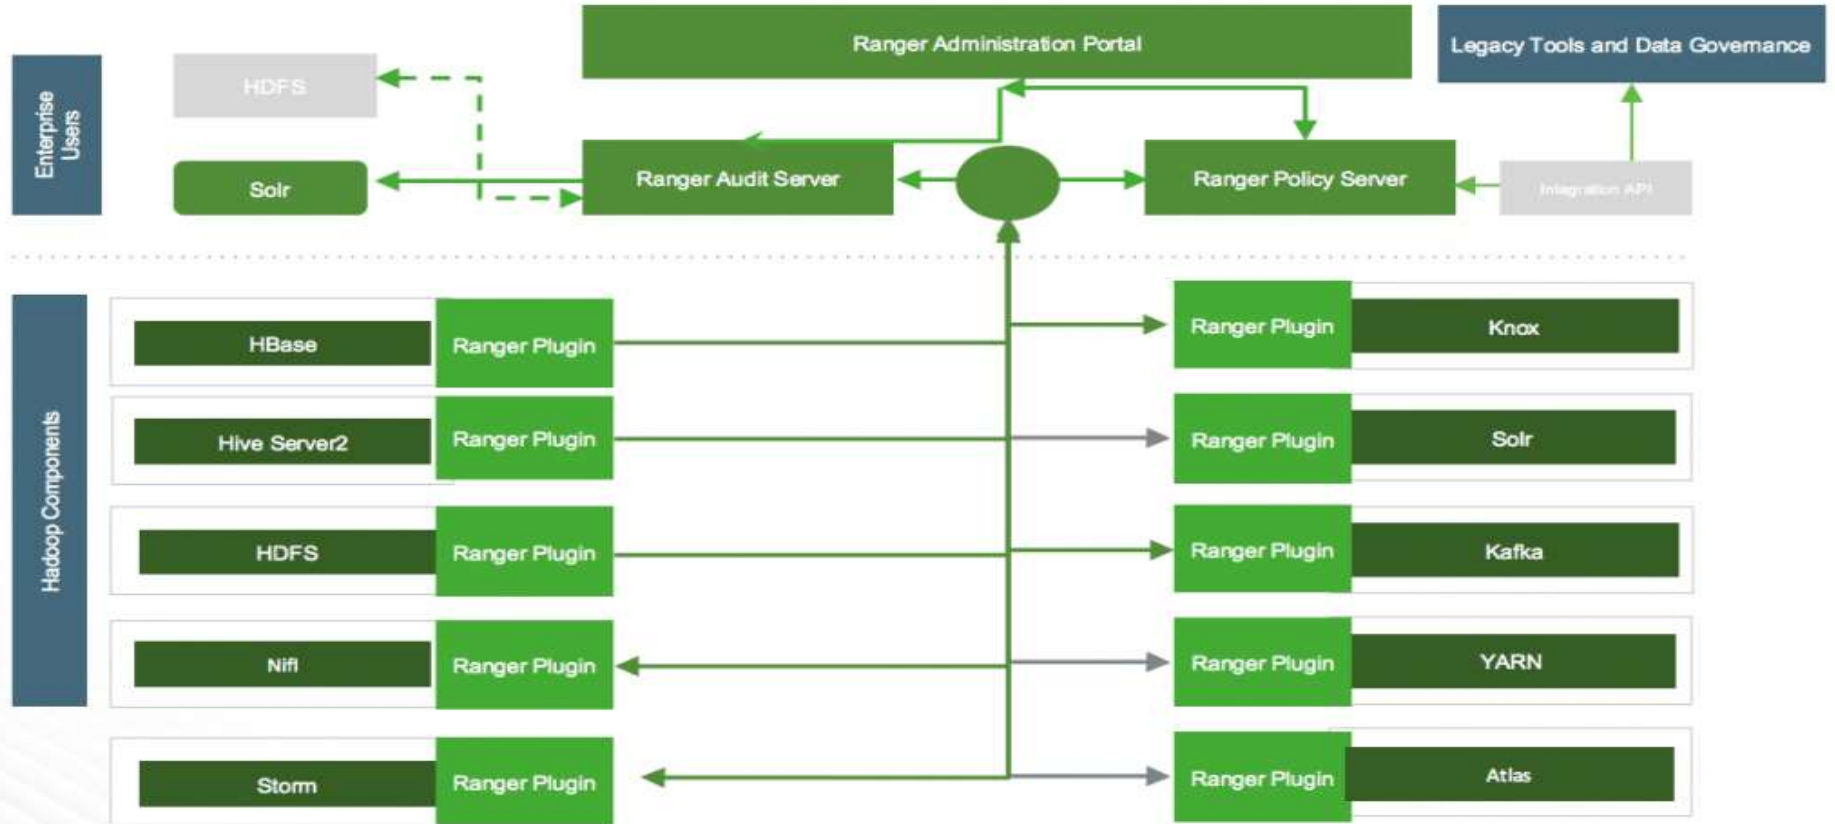 Ranger Administration Portal
Legacy Tools and Data Governance
Enterprise
Users
HDFS
Solr
Ranger Audit Server
Ranger Policy Server
Integration API
Hadoop Components
HBase
Ranger Plugin
Ranger Plugin
Knox
Hive Server2
Ranger Plugin
Ranger Plugin
Solr
HDFS
Ranger Plugin
Ranger Plugin
Kafka
Nifi
Ranger Plugin
Ranger Plugin
YARN
Storm
Ranger Plugin
Ranger Plugin
Atlas